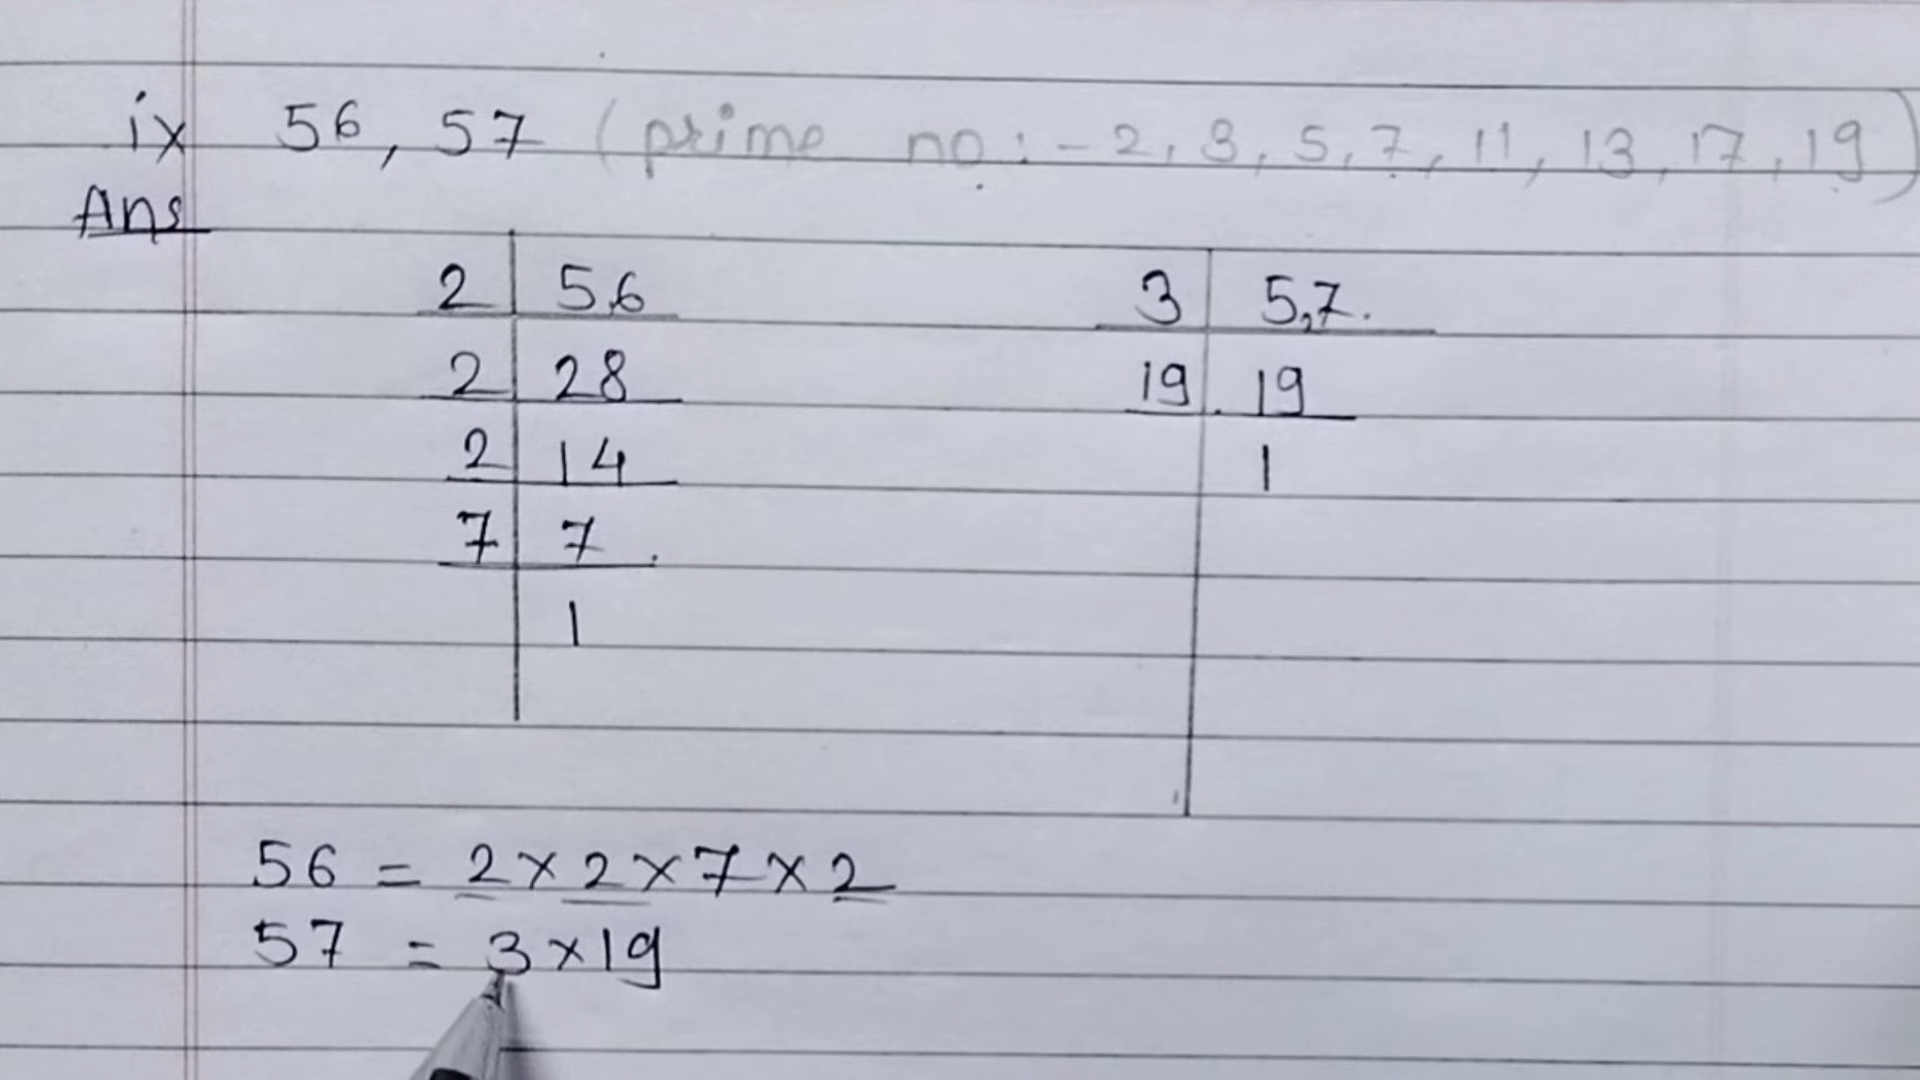 ix 56, 57 (prime no:- 2, 3, 5, 7, 11, 13, 17, 19)
Ans
2 | 56 3 | 57
2 | 28 19 | 19
2 | 14 1
7 | 7
1
56 = 2 × 2 × 7 × 2
57 = 3 × 19